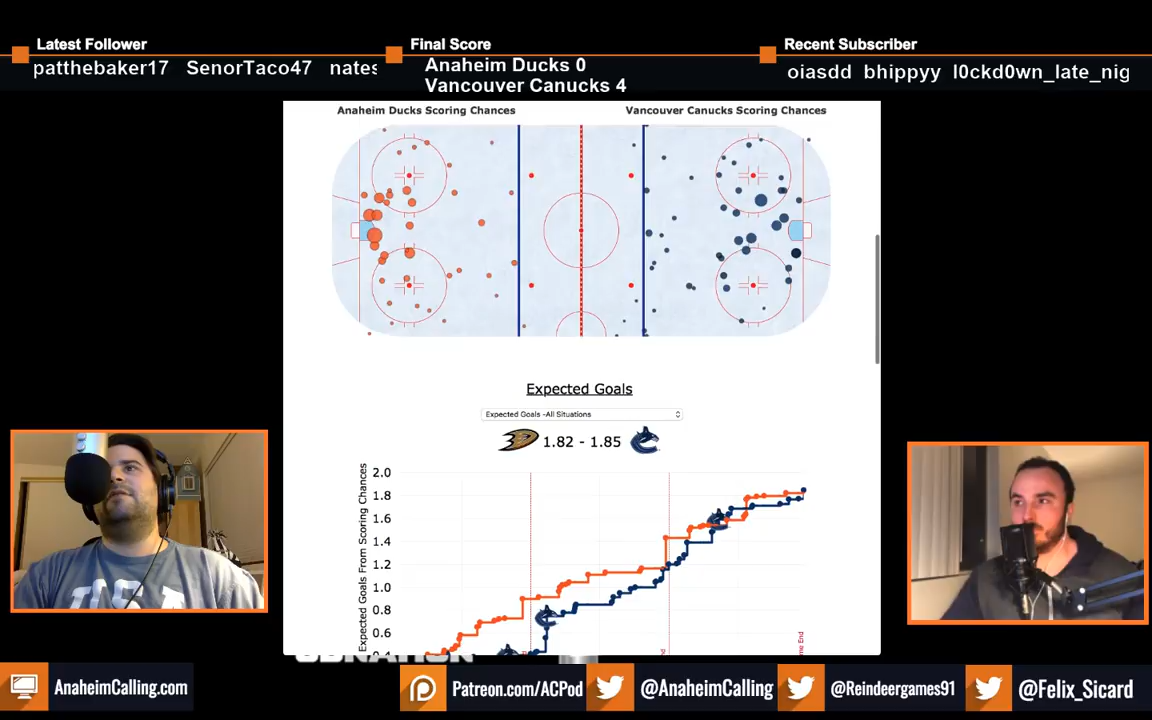 Latest Follower
patthebaker17 SenorTaco47 nates
Final Score
Anaheim Ducks 0
Vancouver Canucks 4
Recent Subscriber
oiasdd bhippyy l0ckd0wn_late_nig
Anaheim Ducks Scoring Chances
Vancouver Canucks Scoring Chances
Expected Goals
Expected Goals -All Situations
1.82 - 1.85
Expected Goals From Scoring Chances
2.0
1.8
1.6
1.4
1.2
1.0
0.8
0.6
AnaheimCalling.com
Patreon.com/ACPod
@AnaheimCalling
@Reindeergames91
@Felix_Sicard